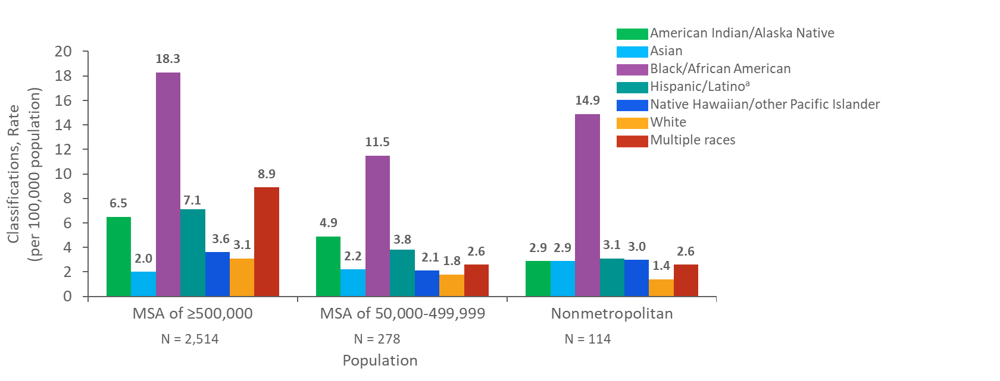 American Indian/Alaska Native
Asian
Black/African American
Hispanic/Latinoᵃ
Native Hawaiian/other Pacific Islander
White
Multiple races
Classifications, Rate
(per 100,000 population)
20
18
16
14
12
10
8
6
4
2
0
6.5
2.0
18.3
7.1
3.6
3.1
8.9
4.9
2.2
11.5
3.8
2.1
1.8
2.6
2.9
2.9
14.9
3.1
3.0
1.4
2.6
MSA of ≥500,000
MSA of 50,000-499,999
Nonmetropolitan
N = 2,514
N = 278
N = 114
Population